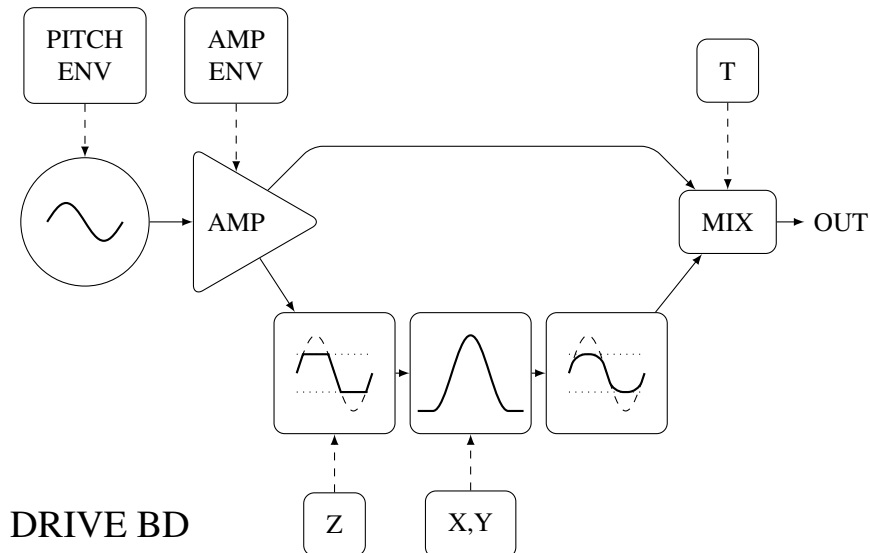 PITCH
ENV
AMP
ENV
T
AMP
MIX
OUT
Z
X,Y
DRIVE BD